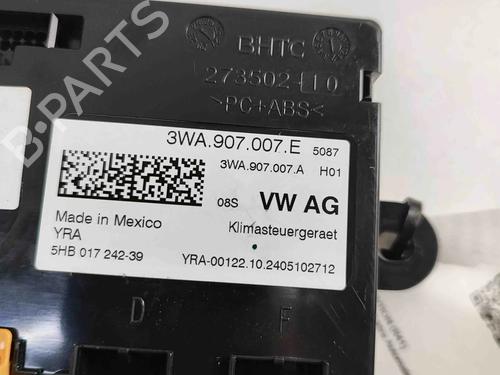 BHTC
273502-10
>PC+ABS<
3WA.907.007.E 5087
3WA.907.007.A H01
08S VW AG
Made in Mexico Klimasteuergeraet
YRA
5HB 017 242-39 YRA-00122.10.2405102712
D F